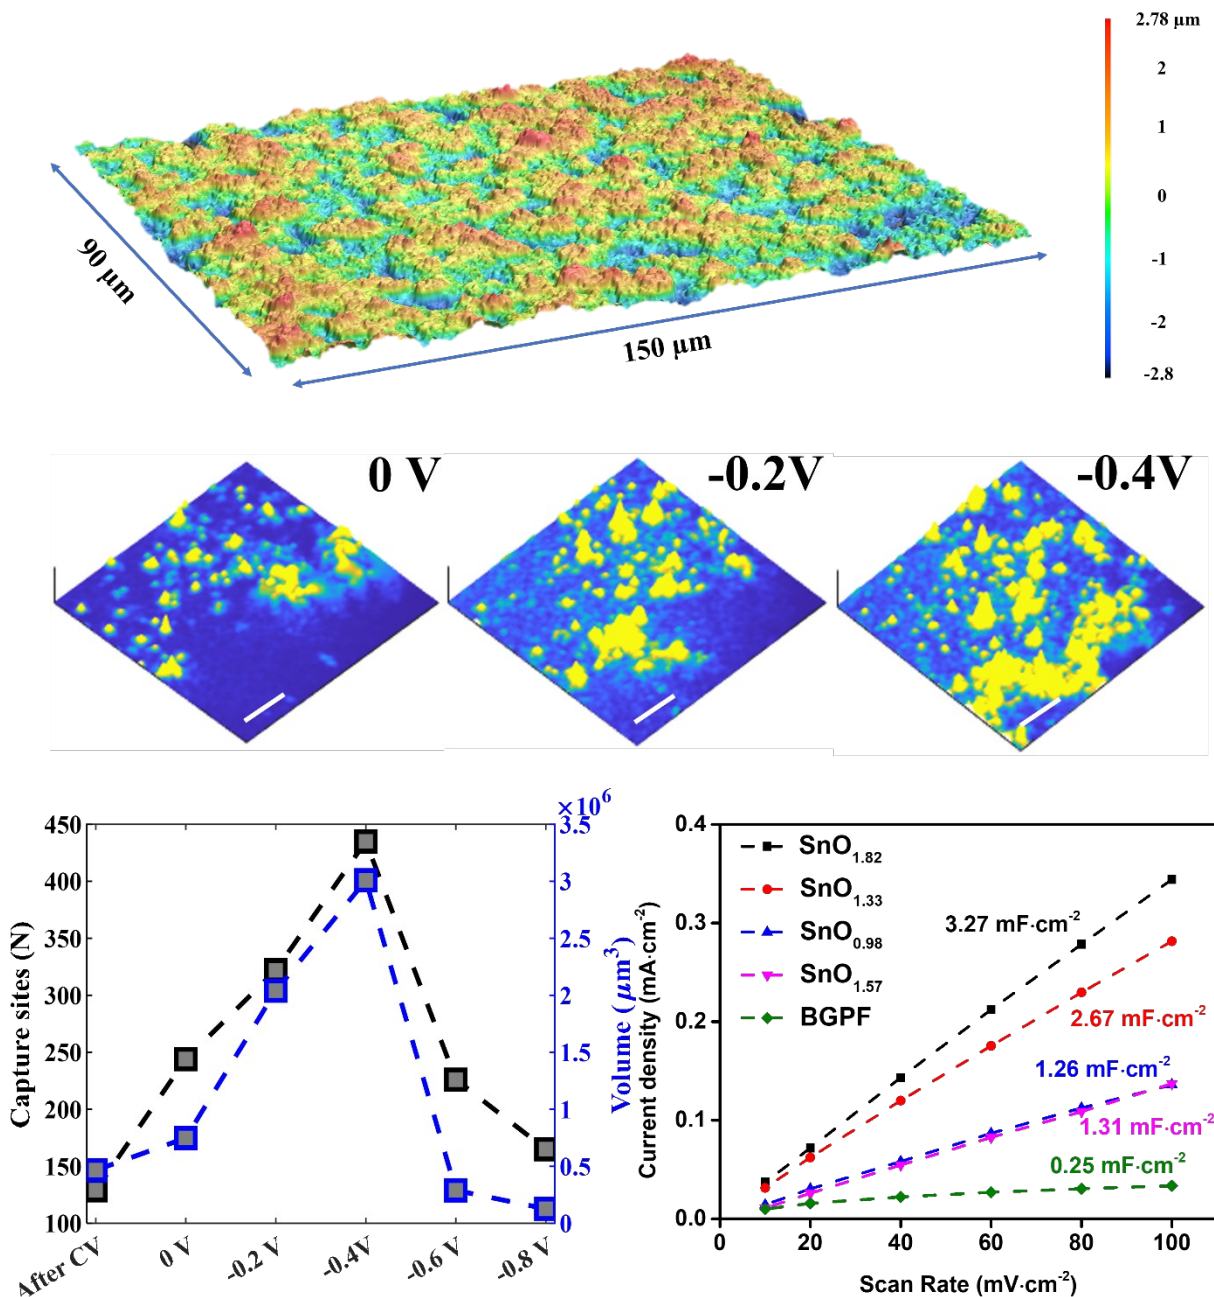 2.78 μm
2
1
0
-1
-2
-2.8
90 μm
150 μm
0 V
-0.2V
-0.4V
×10⁶
450
400
350
300
250
200
150
100
Capture sites (N)
3.5
3
2.5
2
1.5
1
0.5
0
Volume (μm³)
After CV
0 V
-0.2 V
-0.4V
-0.6 V
-0.8 V
0.4
0.3
0.2
0.1
0.0
Current density (mA·cm⁻²)
SnO₁.₈₂
SnO₁.₃₃
SnO₀.₉₈
SnO₁.₅₇
BGPF
3.27 mF·cm⁻²
2.67 mF·cm⁻²
1.26 mF·cm⁻²
1.31 mF·cm⁻²
0.25 mF·cm⁻²
0
20
40
60
80
100
Scan Rate (mV·cm⁻²)